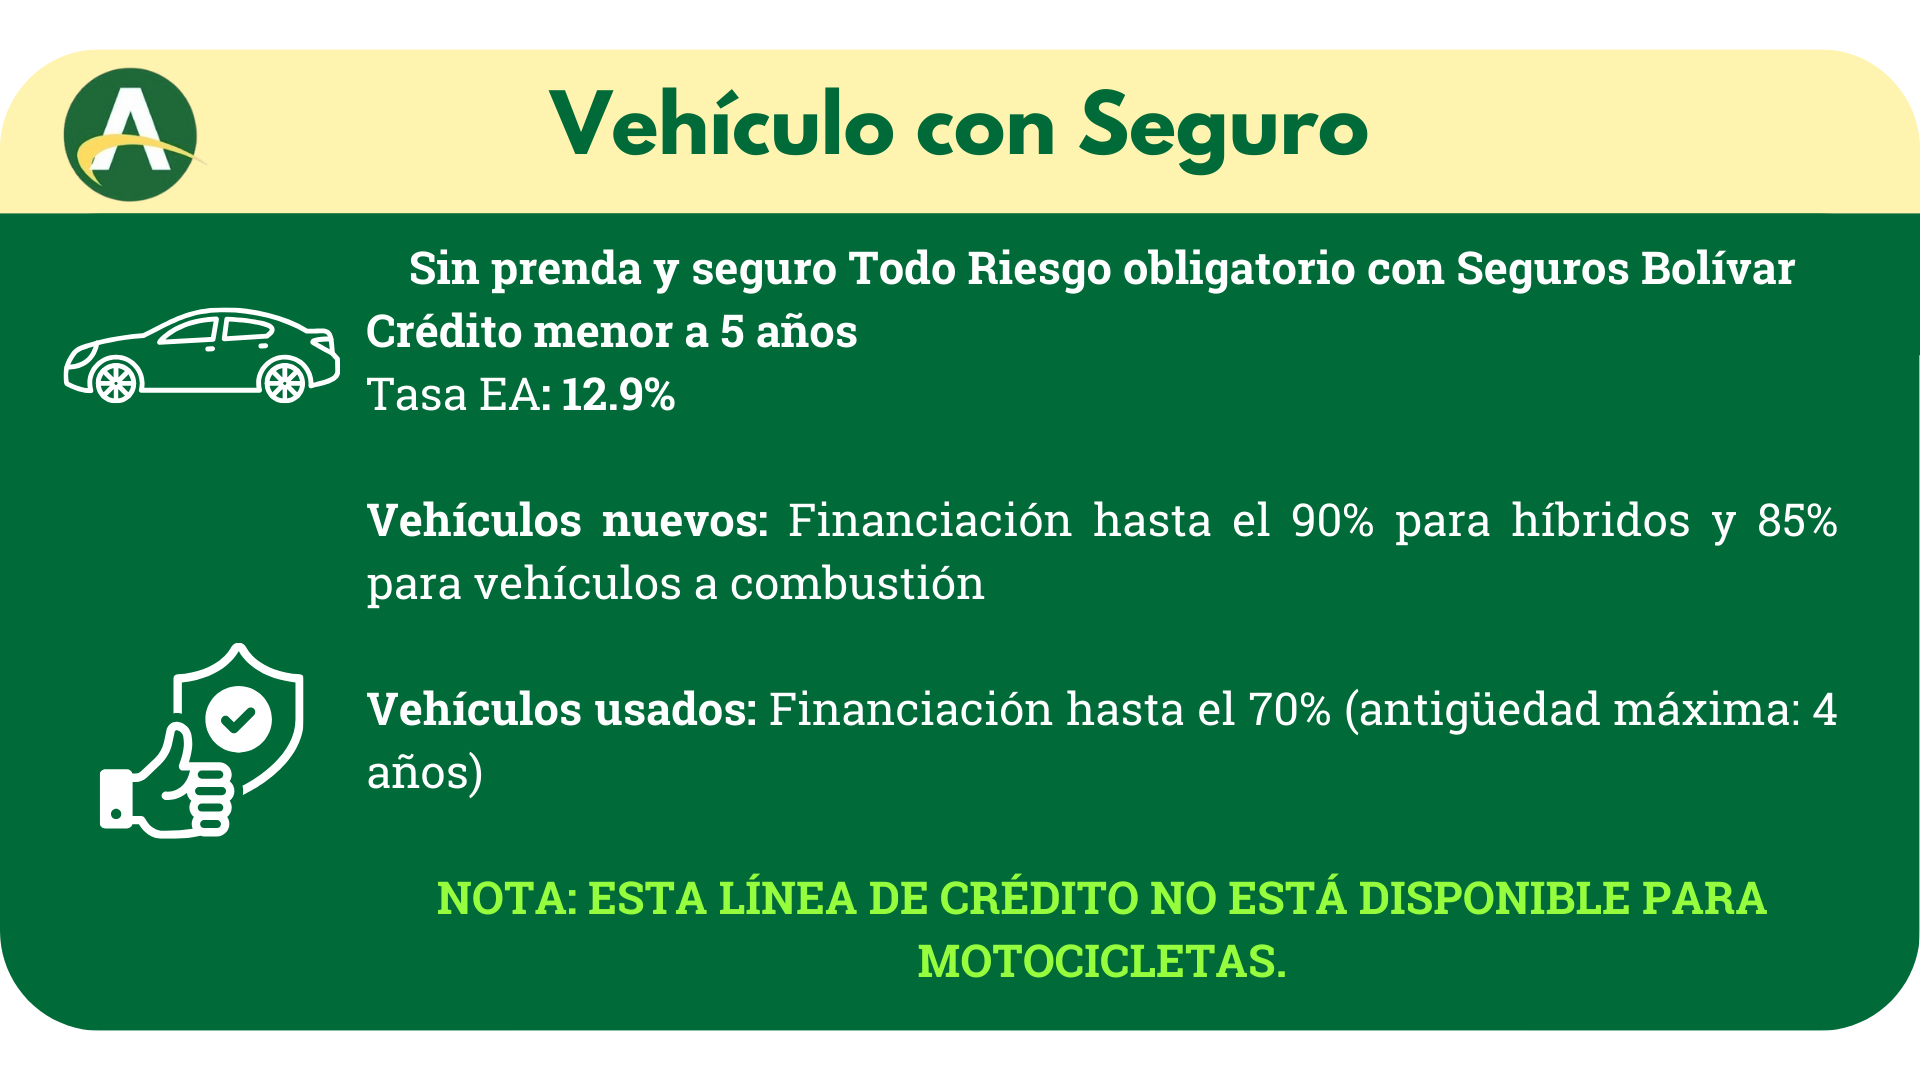 A
Vehículo con Seguro
Sin prenda y seguro Todo Riesgo obligatorio con Seguros Bolívar
Crédito menor a 5 años
Tasa EA: 12.9%
Vehículos nuevos: Financiación hasta el 90% para híbridos y 85%
para vehículos a combustión
Vehículos usados: Financiación hasta el 70% (antigüedad máxima: 4
años)
NOTA: ESTA LÍNEA DE CRÉDITO NO ESTÁ DISPONIBLE PARA
MOTOCICLETAS.